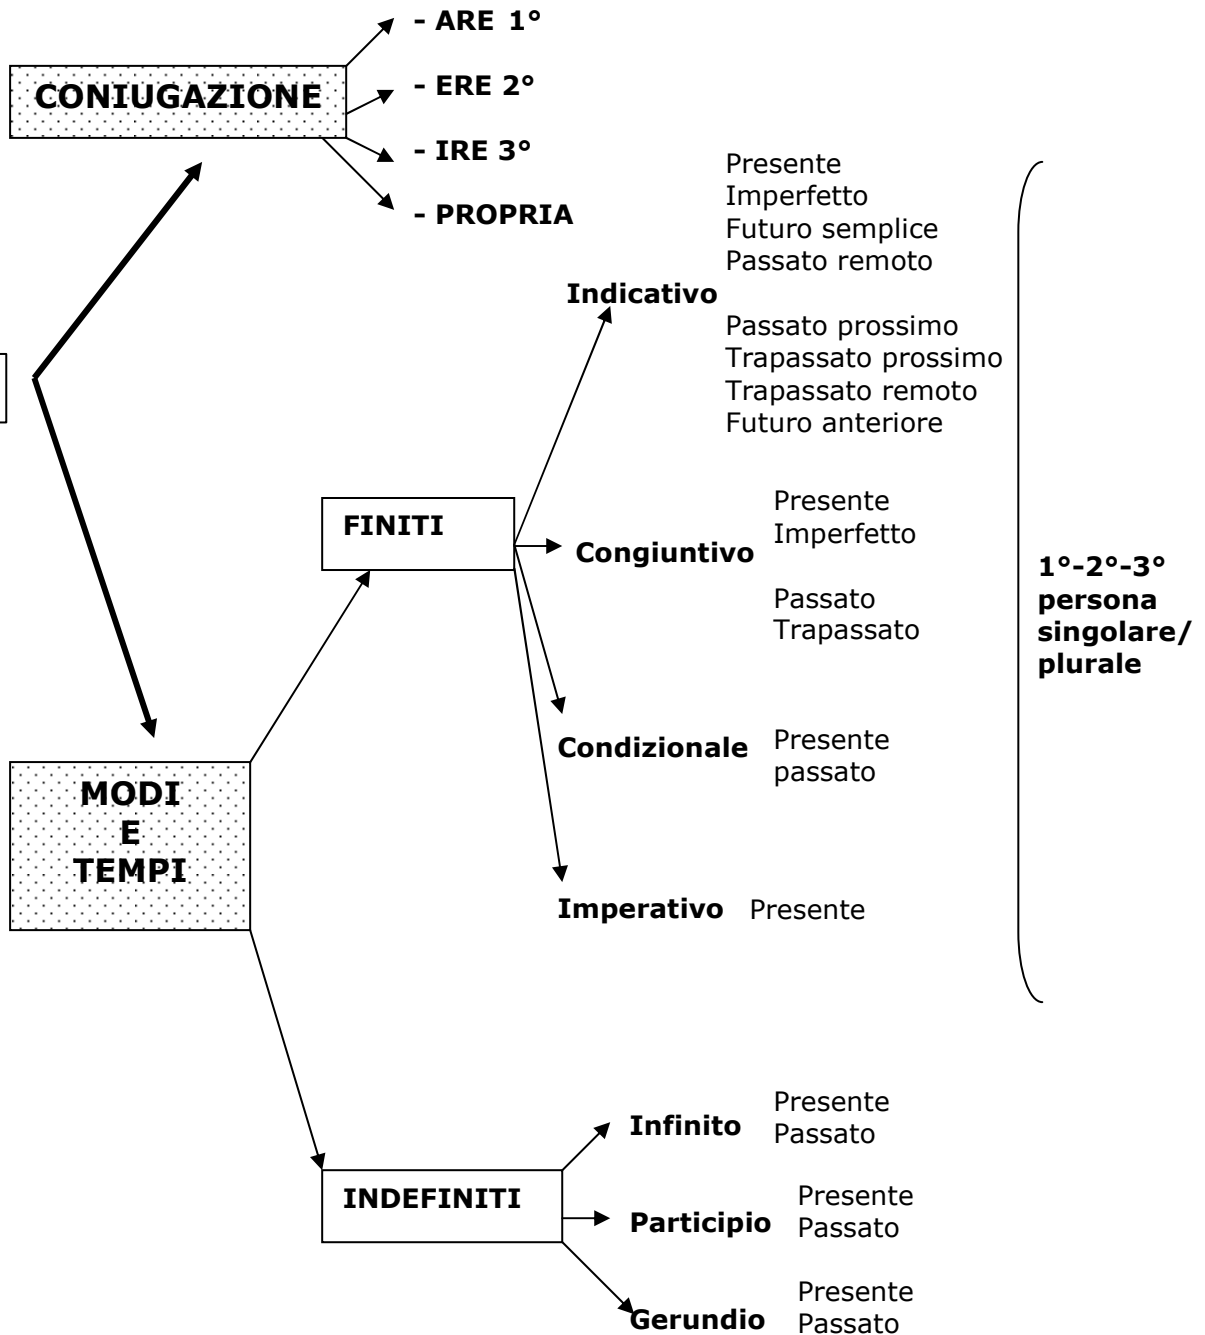 - ARE 1°
CONIUGAZIONE
- ERE 2°
- IRE 3°
- PROPRIA
Presente
Imperfetto
Futuro semplice
Passato remoto
Indicativo
Passato prossimo
Trapassato prossimo
Trapassato remoto
Futuro anteriore
FINITI
Presente
Imperfetto
Congiuntivo
Passato
Trapassato
1°-2°-3°
persona
singolare/
plurale
Condizionale
Presente
passato
MODI
E
TEMPI
Imperativo Presente
Infinito
Presente
Passato
INDEFINITI
Participio
Presente
Passato
Gerundio
Presente
Passato